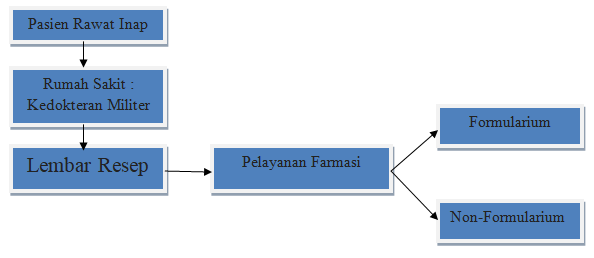 Pasien Rawat Inap
Rumah Sakit :
Kedokteran Militer
Lembar Resep
Pelayanan Farmasi
Formularium
Non-Formularium